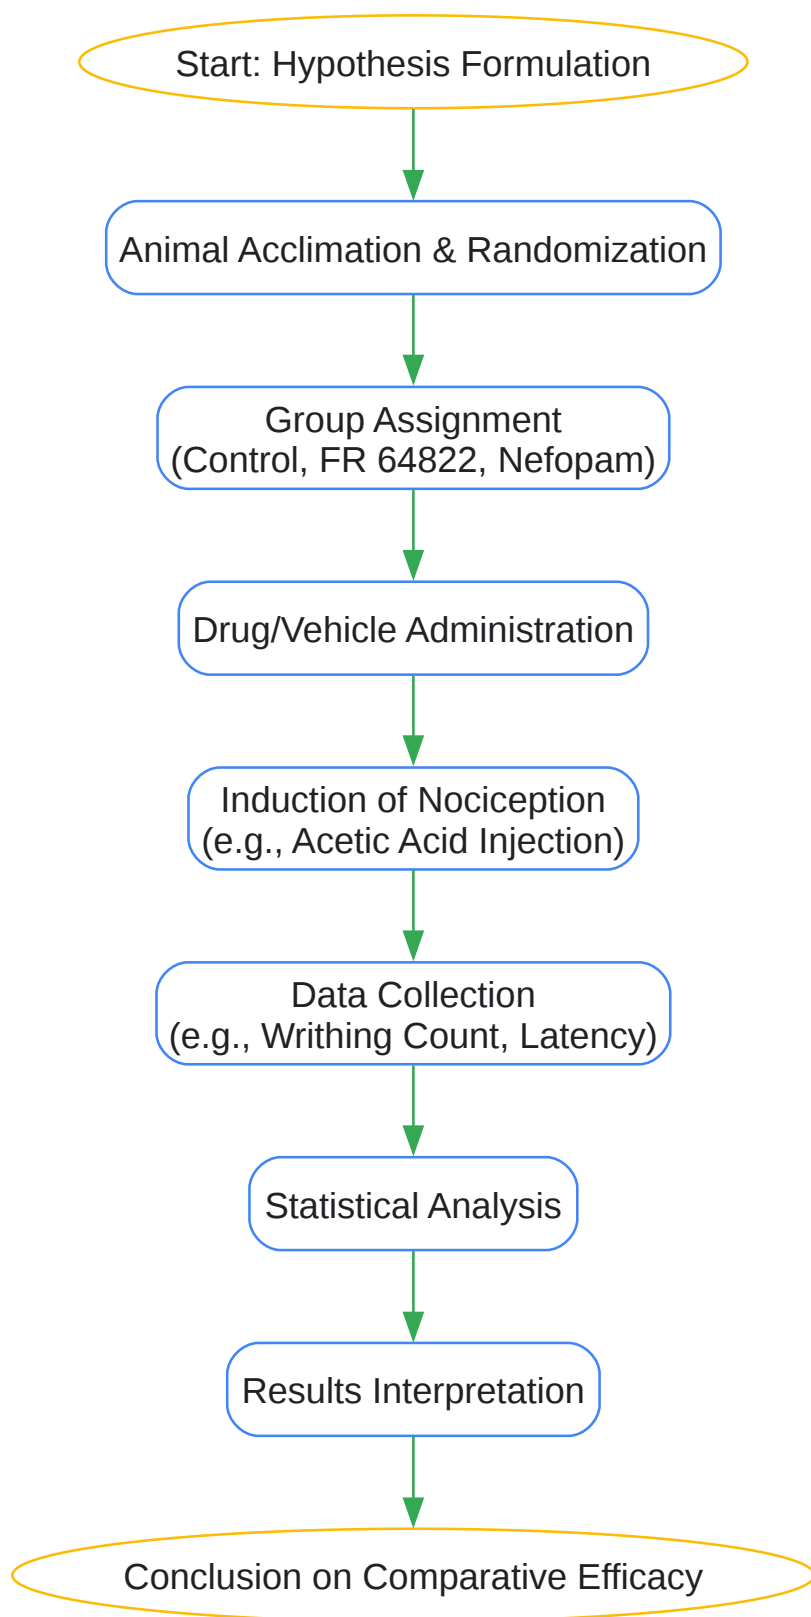 Start: Hypothesis Formulation
Animal Acclimation & Randomization
Group Assignment
(Control, FR 64822, Nefopam)
Drug/Vehicle Administration
Induction of Nociception
(e.g., Acetic Acid Injection)
Data Collection
(e.g., Writhing Count, Latency)
Statistical Analysis
Results Interpretation
Conclusion on Comparative Efficacy